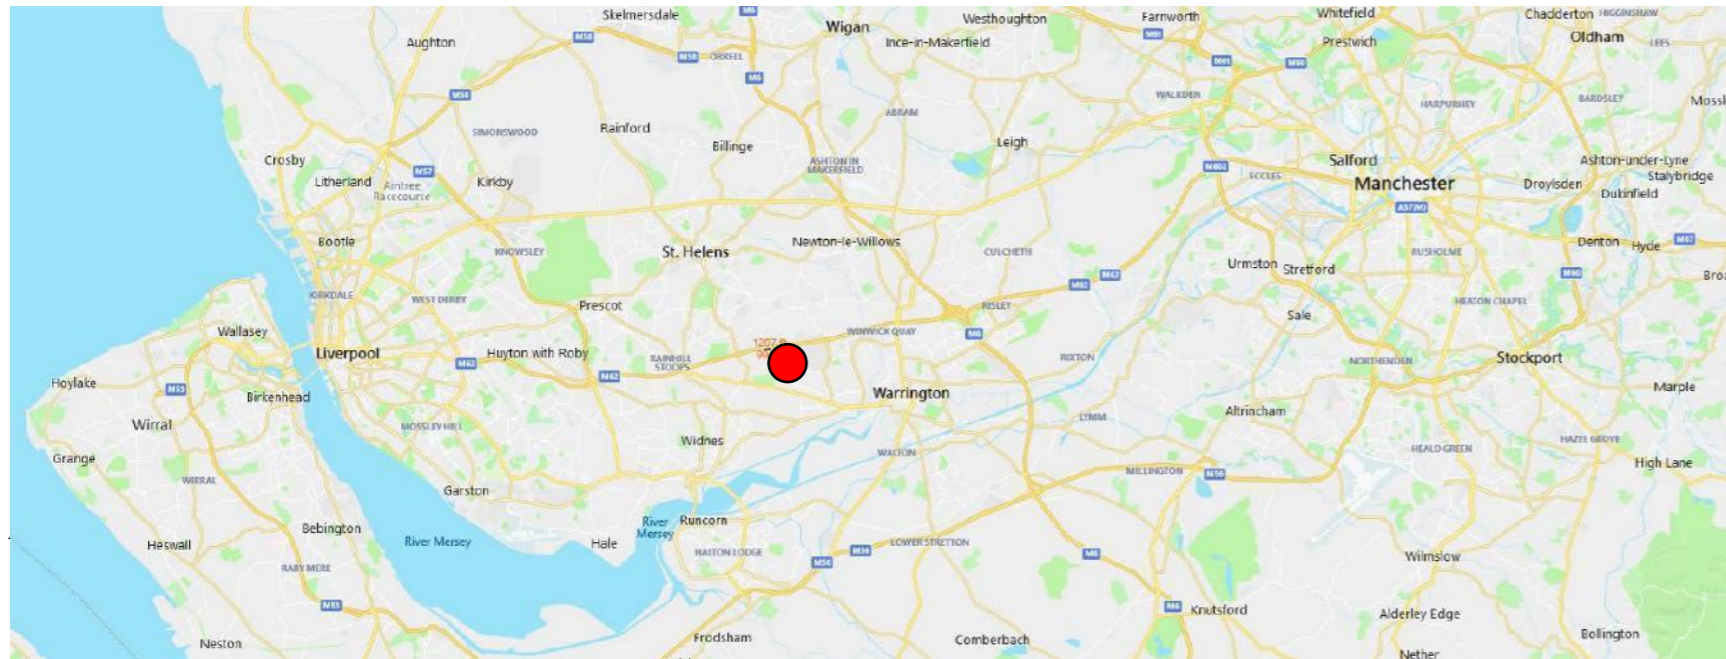 Skelmersdale
M6
Wigan
Westhoughton
Farnworth
Whitefield
Chadderton
HIGGINSHAW
Aughton
M58
Ince-in-Makerfield
M61
Prestwich
Oldham
LEES
M58
ORRELL
M6
M61
M60
M58
WALKDEN
HARPURHEY
BARDSLEY
Mossl
SIMONSWOOD
Rainford
Billinge
ABRAM
Leigh
Crosby
M57
ASHTON IN
MAKERFIELD
Salford
Ashton-under-Lyne
Litherland
Aintree
Racecourse
Kirkby
M602
ECCLES
Manchester
Droylsden
Stalybridge
Dukinfield
A57(M)
Bootle
KNOWSLEY
St. Helens
Newton-le-Willows
CULCHETH
RUSHOLME
Denton
Hyde
M67
Urmston
Stretford
M62
M62
M60
Bro
KIRKDALE
WEST DERBY
Prescot
RISLEY
HEATON CHAPEL
Sale
Wallasey
WINWICK QUAY
M6
Liverpool
Huyton with Roby
M62
RAINHILL
STOOPS
1207
RIXTON
NORTHENDEN
Stockport
Hoylake
M53
M62
Birkenhead
Warrington
Marple
Wirral
MOSSLEY HILL
LYMM
Altrincham
Widnes
WALTON
HEALD GREEN
HAZEL GROVE
Grange
High Lane
WIRRAL
Garston
MILLINGTON
M56
Bebington
River
Mersey
Runcorn
Heswall
River Mersey
Hale
HALTON LODGE
M56
LOWER STRETTON
M6
Wilmslow
RABY MERE
M56
M53
M6
Knutsford
Alderley Edge
Neston
Frodsham
Comberbach
Bollington
Nether